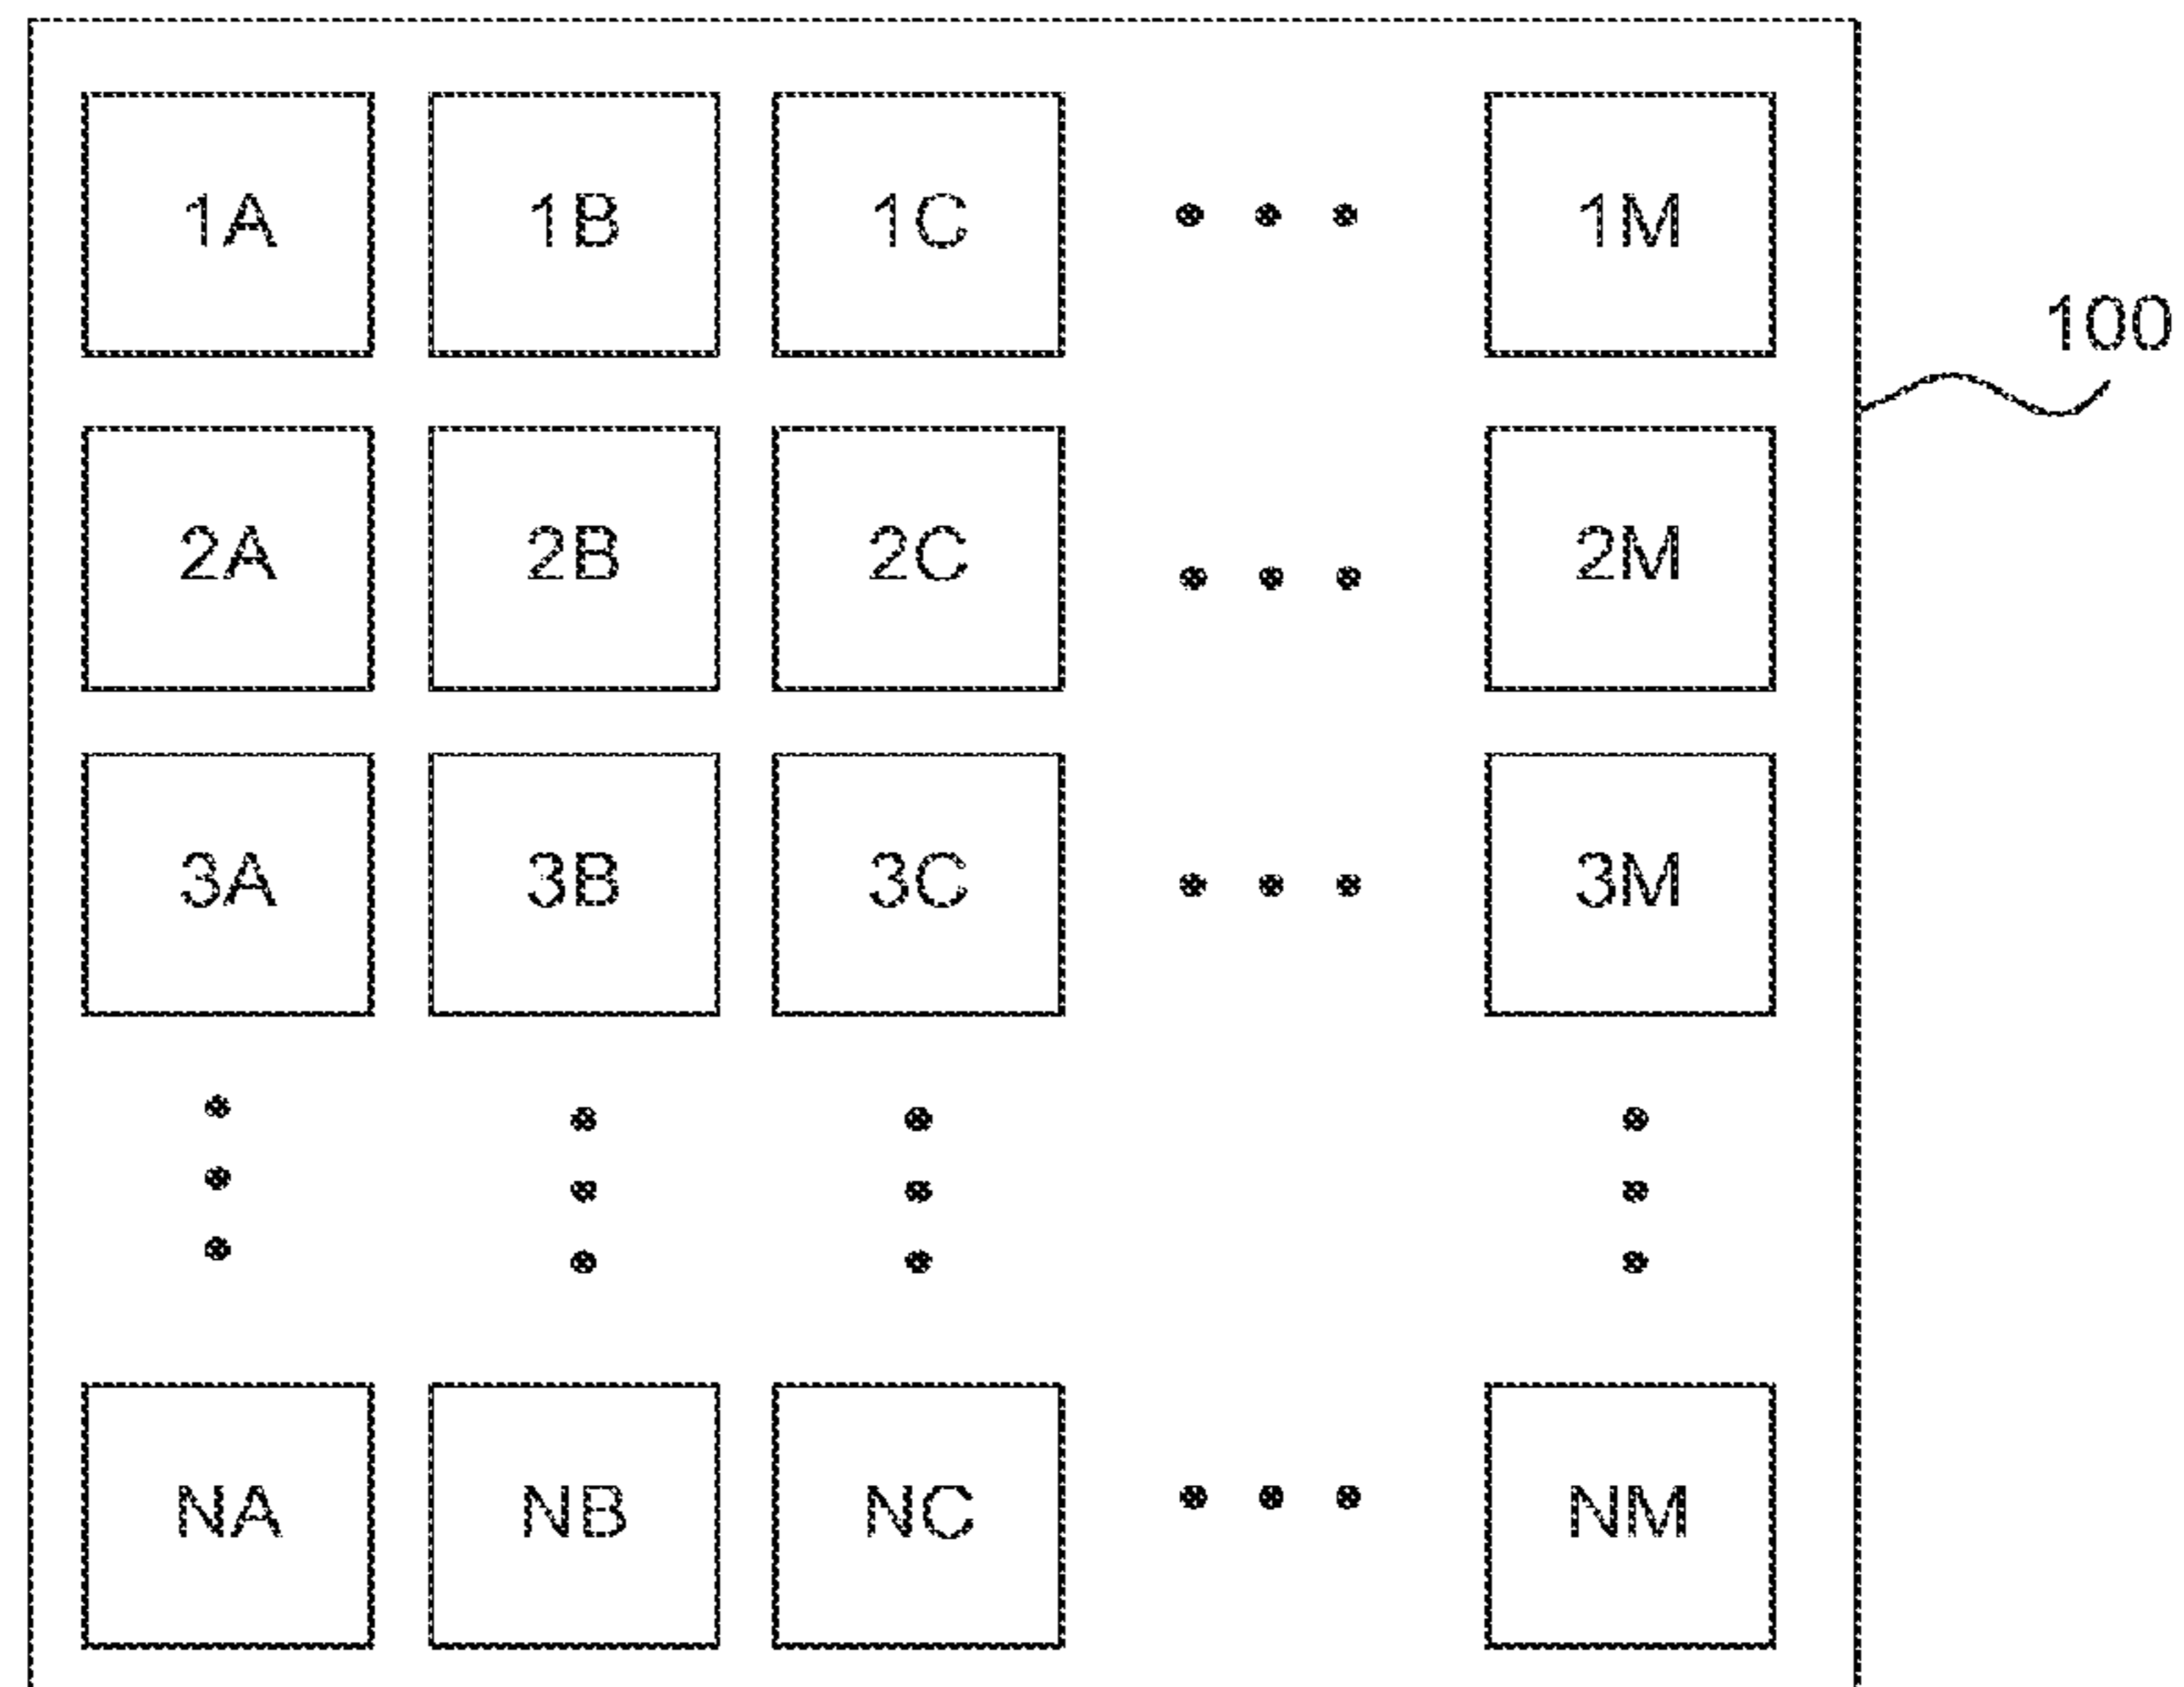 1A 1B 1C • • • 1M
100
2A 2B 2C • • • 2M
3A 3B 3C • • • 3M
NA NB NC • • • NM